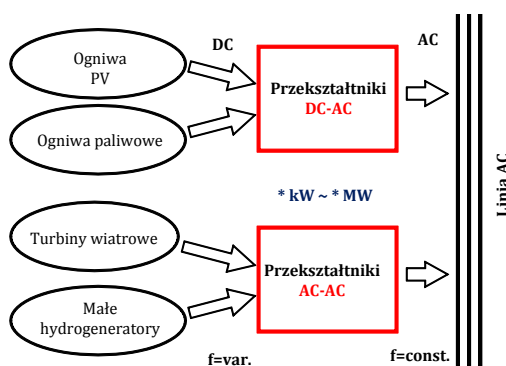 DC
AC
Ogniwa
PV
Przekształtniki
DC-AC
Ogniwa paliwowe
Linia AC
* kW ~ * MW
Turbiny wiatrowe
Przekształtniki
AC-AC
Małe
hydrogeneratory
f=var.
f=const.